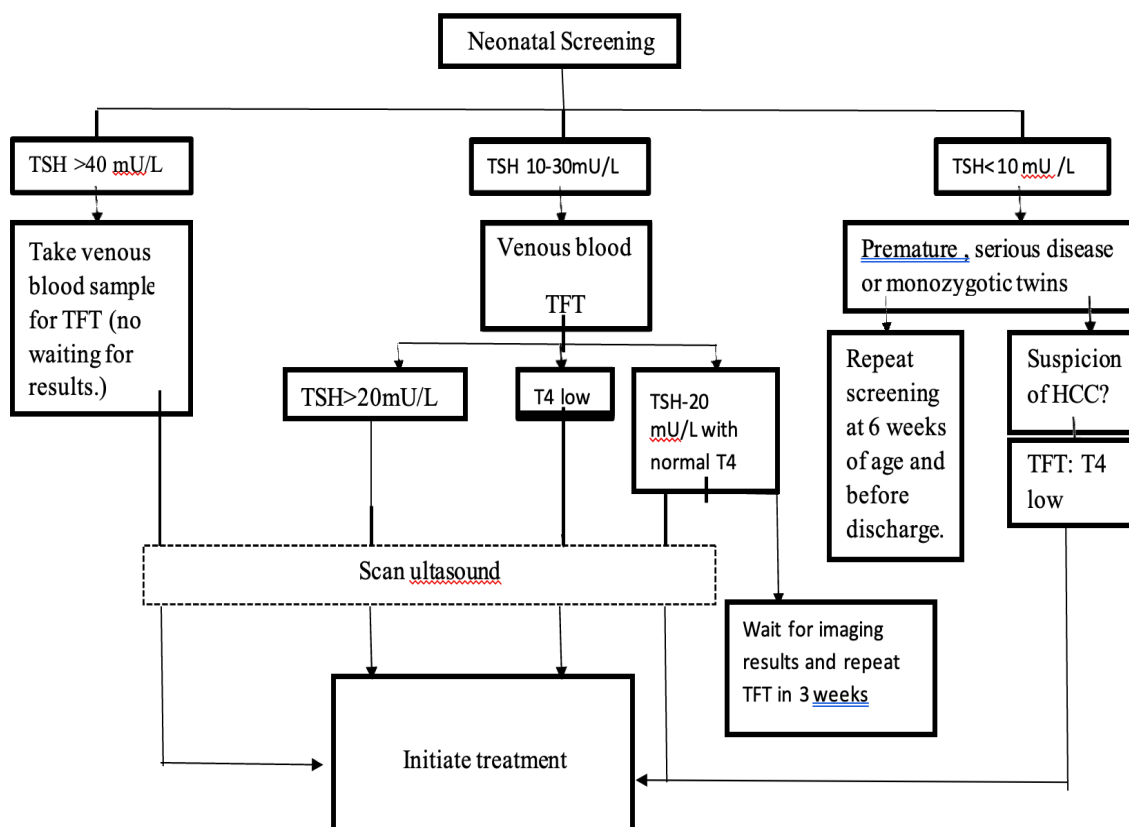 Neonatal Screening
TSH >40 mU/L
TSH 10-30mU/L
TSH<10 mU /L
Take venous
blood sample
for TFT (no
waiting for
results.)
Venous blood
TFT
Premature , serious disease
or monozygotic twins
TSH>20mU/L
T4 low
TSH-20
mU/L with
normal T4
Repeat
screening
at 6 weeks
of age and
before
discharge.
Suspicion
of HCC?
TFT: T4
low
Scan ultasound
Wait for imaging
results and repeat
TFT in 3 weeks
Initiate treatment